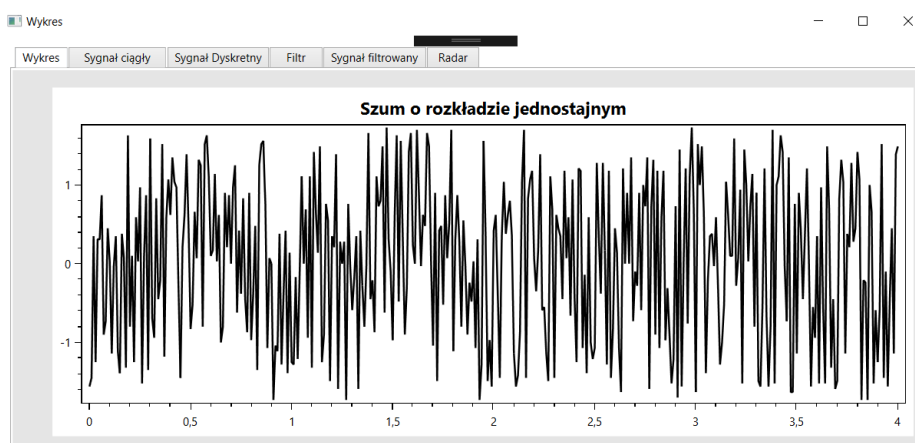 Wykres
Wykres Sygnał ciągły Sygnał Dyskretny Filtr Sygnał filtrowany Radar
Szum o rozkładzie jednostajnym
1
0
-1
0 0,5 1 1,5 2 2,5 3 3,5 4